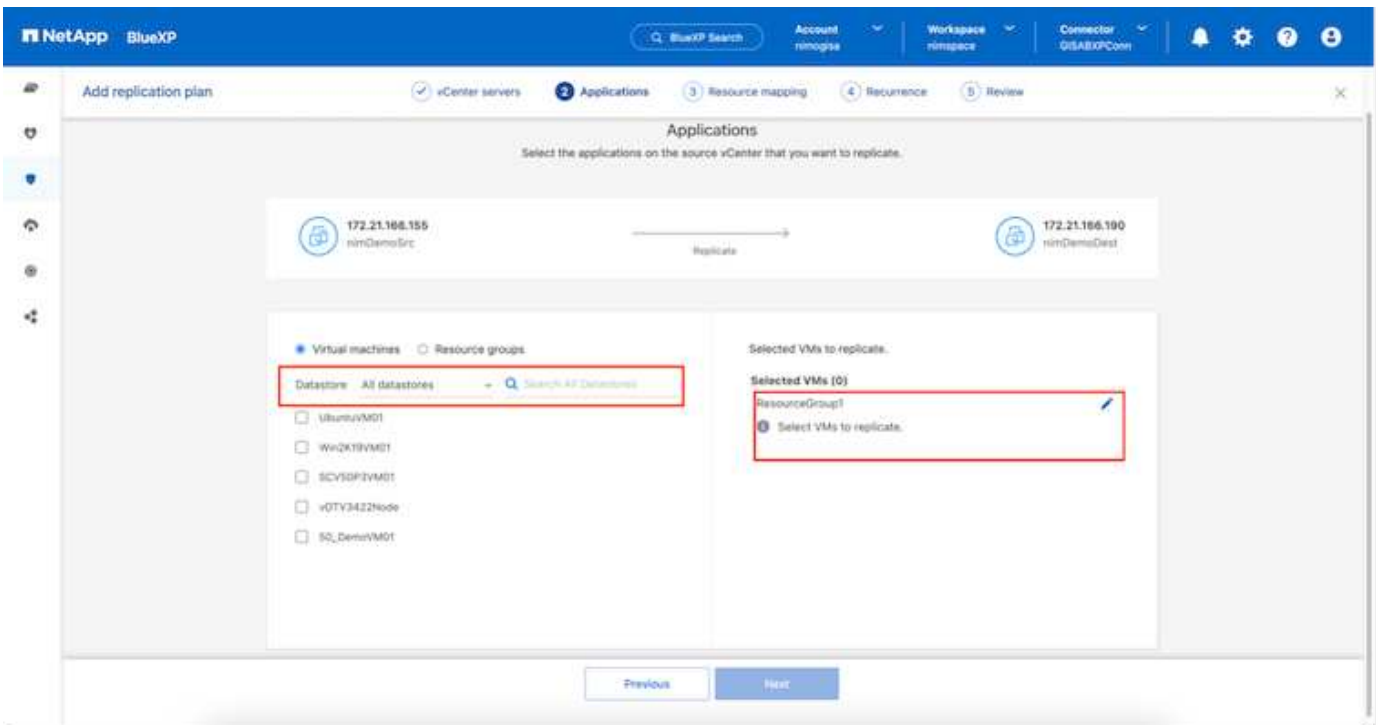 NetApp BlueXP
BlueXP Search
Account
nimogisa
Workspace
nimspace
Connector
GISABXPConn
Add replication plan
vCenter servers
2 Applications
3 Resource mapping
4 Recurrence
5 Review
Applications
Select the applications on the source vCenter that you want to replicate.
172.21.166.155
nimDemoSrc
Replicate
172.21.166.190
nimDemoDest
Virtual machines
Resource groups
Datastore All datastores
Search All Datastores
UbuntuVM01
Win2K19VM01
SCV50P3VM01
vOTV3422Node
50_DemoVM01
Selected VMs to replicate.
Selected VMs (0)
ResourceGroup1
Select VMs to replicate.
Previous
Next